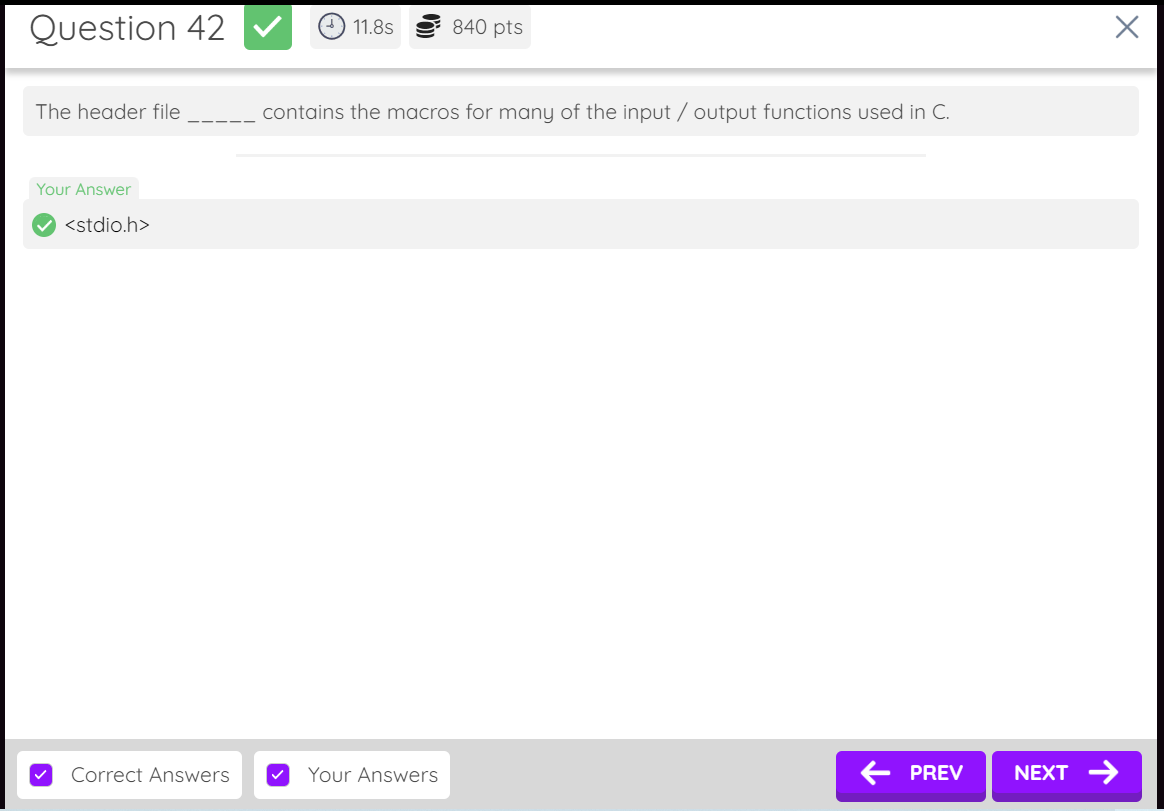 Question 42 11.8s 840 pts
The header file _____ contains the macros for many of the input / output functions used in C.
Your Answer
<stdio.h>
Correct Answers Your Answers PREV NEXT